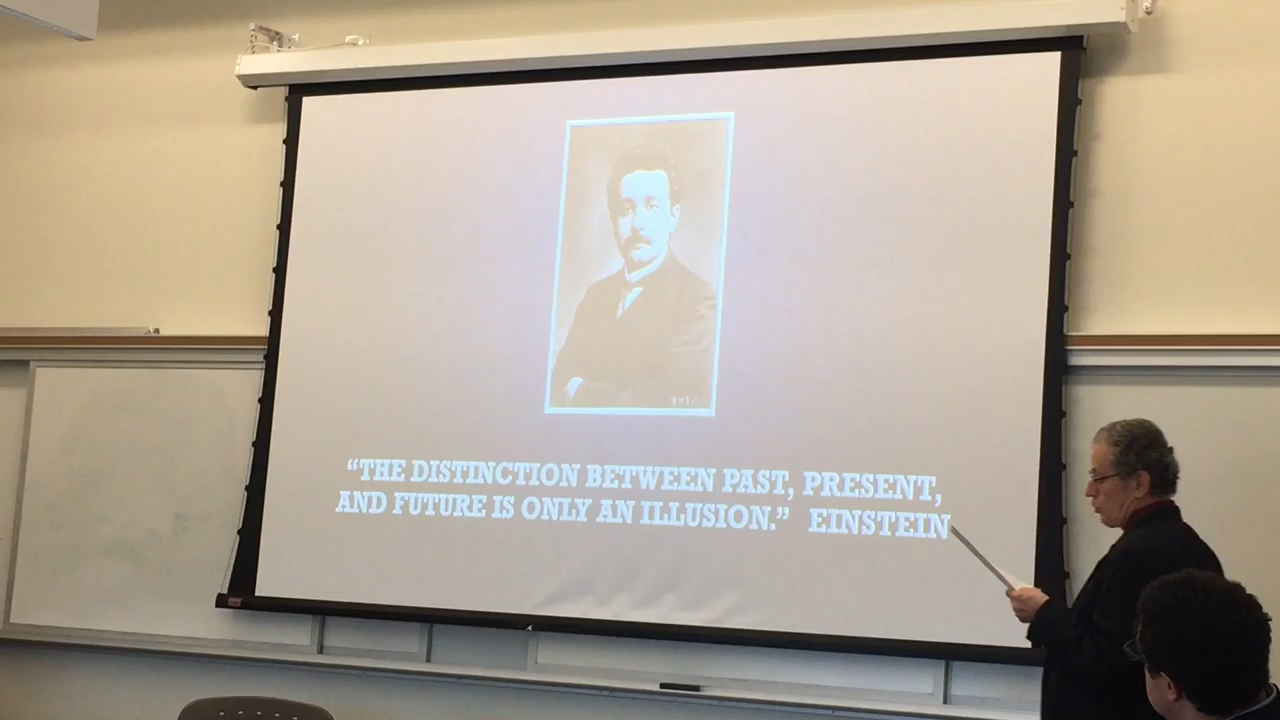 “THE DISTINCTION BETWEEN PAST, PRESENT,
AND FUTURE IS ONLY AN ILLUSION.” EINSTEIN